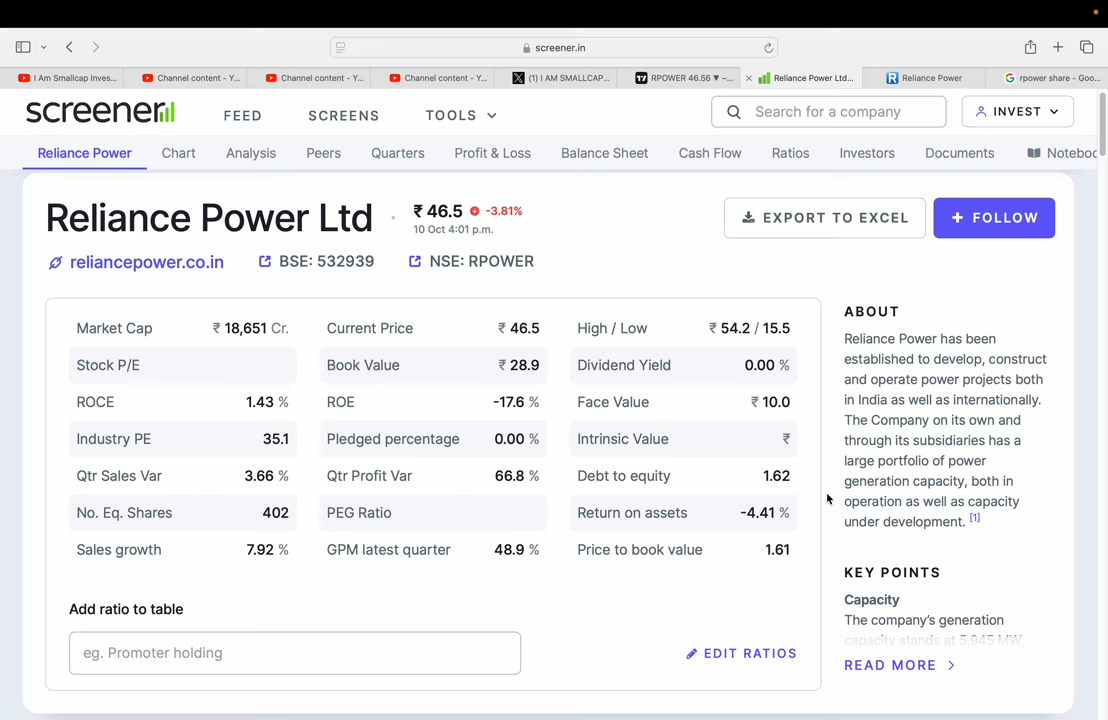 screener.in
I Am Smallcap Inves...
Channel content - Y...
Channel content - Y...
Channel content - Y...
(1) I AM SMALLCAP...
RPOWER 46.56 ▼ −...
Reliance Power Ltd...
Reliance Power
rpower share - Goo...
screener
FEED
SCREENS
TOOLS
Search for a company
INVEST
Reliance Power
Chart
Analysis
Peers
Quarters
Profit & Loss
Balance Sheet
Cash Flow
Ratios
Investors
Documents
Noteboo
Reliance Power Ltd
₹ 46.5 -3.81%
10 Oct 4:01 p.m.
EXPORT TO EXCEL
+ FOLLOW
reliancepower.co.in
BSE: 532939
NSE: RPOWER
Market Cap ₹ 18,651 Cr.
Current Price ₹ 46.5
High / Low ₹ 54.2 / 15.5
Stock P/E
Book Value ₹ 28.9
Dividend Yield 0.00 %
ROCE 1.43 %
ROE -17.6 %
Face Value ₹ 10.0
Industry PE 35.1
Pledged percentage 0.00 %
Intrinsic Value ₹
Qtr Sales Var 3.66 %
Qtr Profit Var 66.8 %
Debt to equity 1.62
No. Eq. Shares 402
PEG Ratio
Return on assets -4.41 %
Sales growth 7.92 %
GPM latest quarter 48.9 %
Price to book value 1.61
Add ratio to table
eg. Promoter holding
EDIT RATIOS
ABOUT
Reliance Power has been
established to develop, construct
and operate power projects both
in India as well as internationally.
The Company on its own and
through its subsidiaries has a
large portfolio of power
generation capacity, both in
operation as well as capacity
under development. [1]
KEY POINTS
Capacity
The company's generation
capacity stands at 5,945 MW,
READ MORE